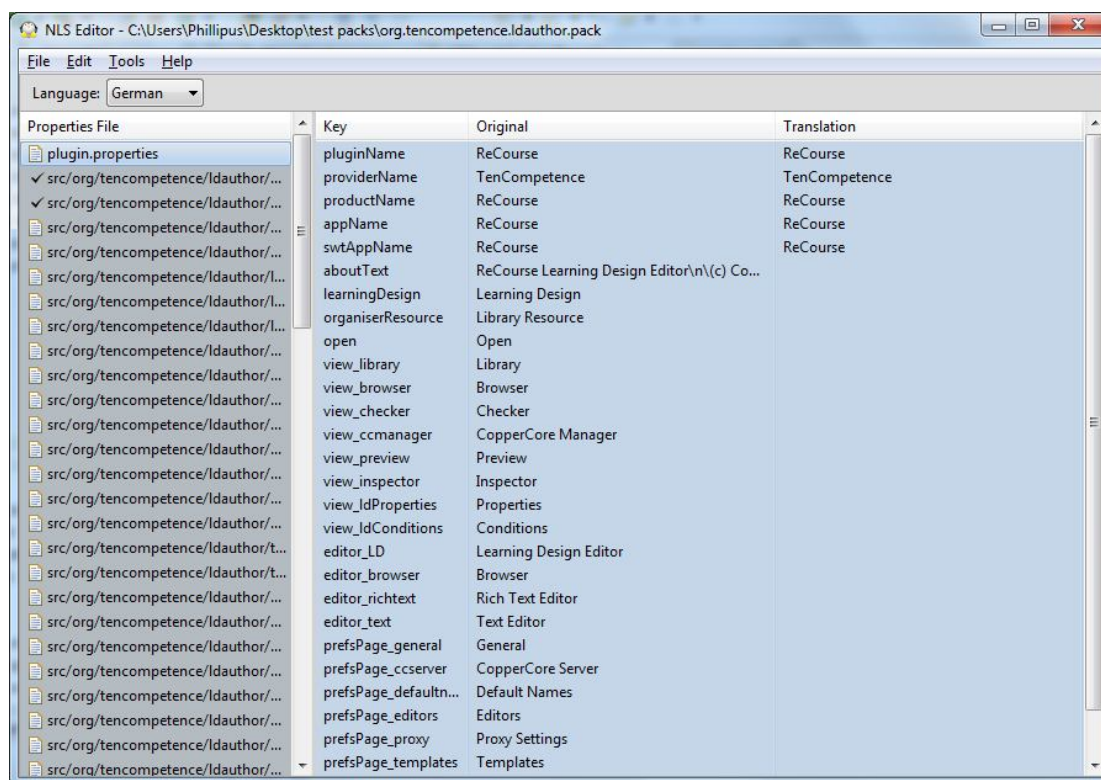 NLS Editor - C:\Users\Phillipus\Desktop\test packs\org.tencompetence.ldauthor.pack
File Edit Tools Help
Language: German
Properties File Key Original Translation
plugin.properties pluginName ReCourse ReCourse
src/org/tencompetence/ldauthor/... providerName TenCompetence TenCompetence
src/org/tencompetence/ldauthor/... productName ReCourse ReCourse
src/org/tencompetence/ldauthor/... appName ReCourse ReCourse
src/org/tencompetence/ldauthor/... swtAppName ReCourse ReCourse
src/org/tencompetence/ldauthor/l... aboutText ReCourse Learning Design Editor\n\(c) Co...
src/org/tencompetence/ldauthor/l... learningDesign Learning Design
src/org/tencompetence/ldauthor/l... organiserResource Library Resource
src/org/tencompetence/ldauthor/... open Open
src/org/tencompetence/ldauthor/... view_library Library
src/org/tencompetence/ldauthor/... view_browser Browser
src/org/tencompetence/ldauthor/... view_checker Checker
src/org/tencompetence/ldauthor/... view_ccmanager CopperCore Manager
src/org/tencompetence/ldauthor/... view_preview Preview
src/org/tencompetence/ldauthor/... view_inspector Inspector
src/org/tencompetence/ldauthor/... view_ldProperties Properties
src/org/tencompetence/ldauthor/t... view_ldConditions Conditions
src/org/tencompetence/ldauthor/t... editor_LD Learning Design Editor
src/org/tencompetence/ldauthor/... editor_browser Browser
src/org/tencompetence/ldauthor/... editor_richtext Rich Text Editor
src/org/tencompetence/ldauthor/... editor_text Text Editor
src/org/tencompetence/ldauthor/... prefsPage_general General
src/org/tencompetence/ldauthor/... prefsPage_ccserver CopperCore Server
src/org/tencompetence/ldauthor/... prefsPage_defaultn... Default Names
src/org/tencompetence/ldauthor/... prefsPage_editors Editors
src/org/tencompetence/ldauthor/... prefsPage_proxy Proxy Settings
prefsPage_templates Templates